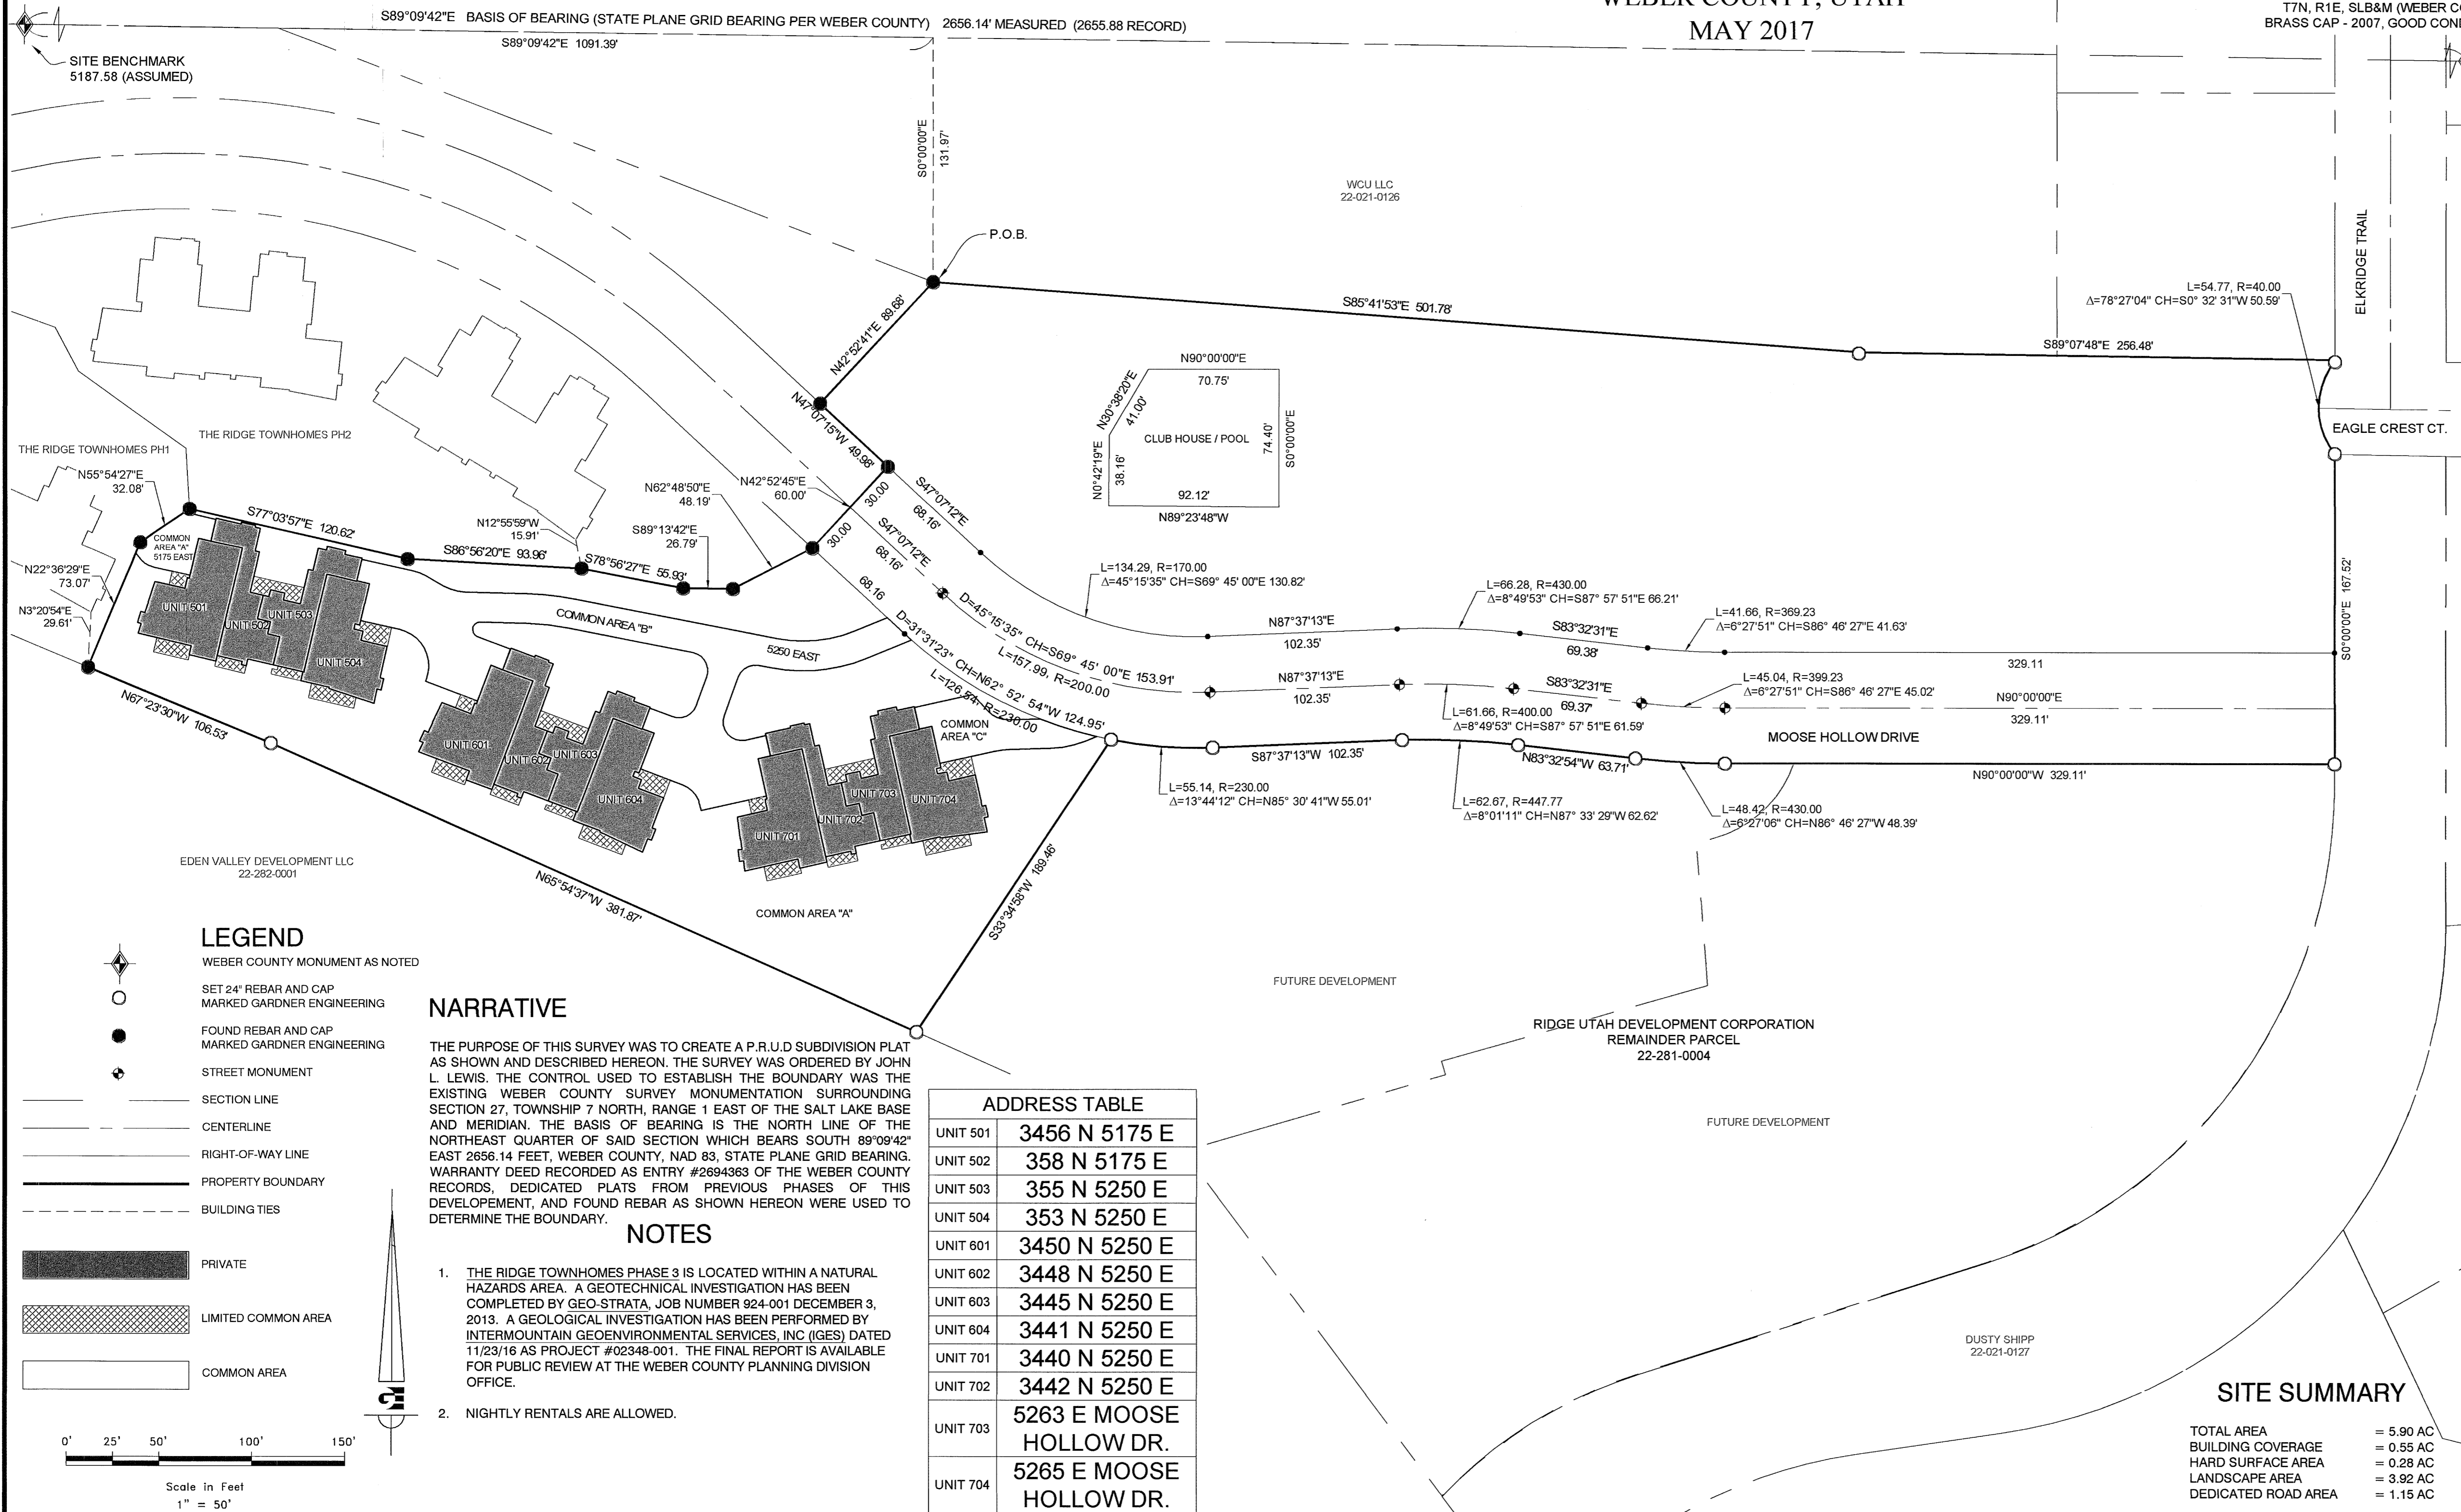 WEBER COUNTY, UTAH
MAY 2017
T7N, R1E, SLB&M (WEBER
BRASS CAP - 2007, GOOD
S89°09'42"E BASIS OF BEARING (STATE PLANE GRID BEARING PER WEBER COUNTY) 2656.14' MEASURED (2655.88 RECORD)
S89°09'42"E 1091.39'
SITE BENCHMARK
5187.58 (ASSUMED)
S0°00'00"E
131.97'
WCU LLC
22-021-0126
P.O.B.
ELKRIDGE TRAIL
L=54.77, R=40.00
Δ=78°27'04" CH=S0° 32' 31"W 50.59'
S85°41'53"E 501.78'
S89°07'48"E 256.48'
N42°52'41"E 89.68'
N47°07'15"W 49.98'
N90°00'00"E
70.75'
N30°38'20"E
41.00'
CLUB HOUSE / POOL
74.40'
S0°00'00"E
N0°42'19"E
38.16'
92.12'
N89°23'48"W
EAGLE CREST CT.
THE RIDGE TOWNHOMES PH2
THE RIDGE TOWNHOMES PH1
N55°54'27"E
32.08'
S77°03'57"E 120.62'
COMMON
AREA "A"
5175 EAST
N22°36'29"E
73.07'
N3°20'54"E
29.61'
S86°56'20"E 93.96'
N12°55'59"W
15.91'
S78°56'27"E 55.93'
S89°13'42"E
26.79'
N62°48'50"E
48.19'
N42°52'45"E
60.00'
30.00
30.00
S47°07'12"E
68.16'
S47°07'12"E
68.16'
68.16
L=134.29, R=170.00
Δ=45°15'35" CH=S69° 45' 00"E 130.82'
L=66.28, R=430.00
Δ=8°49'53" CH=S87° 57' 51"E 66.21'
L=41.66, R=369.23
Δ=6°27'51" CH=S86° 46' 27"E 41.63'
N87°37'13"E
102.35'
S83°32'31"E
69.38'
329.11
S0°00'00"E 167.52'
D=45°15'35" CH=S69° 45' 00"E 153.91'
L=157.99, R=200.00
N87°37'13"E
102.35'
S83°32'31"E
69.37'
L=45.04, R=399.23
Δ=6°27'51" CH=S86° 46' 27"E 45.02'
N90°00'00"E
329.11'
L=61.66, R=400.00
Δ=8°49'53" CH=S87° 57' 51"E 61.59'
MOOSE HOLLOW DRIVE
D=31°31'23" CH=N62° 52' 54"W 124.95'
L=126.54, R=230.00
S87°37'13"W 102.35'
N83°32'54"W 63.71'
N90°00'00"W 329.11'
L=55.14, R=230.00
Δ=13°44'12" CH=N85° 30' 41"W 55.01'
L=62.67, R=447.77
Δ=8°01'11" CH=N87° 33' 29"W 62.62'
L=48.42, R=430.00
Δ=6°27'06" CH=N86° 46' 27"W 48.39'
COMMON AREA "B"
5250 EAST
COMMON
AREA "C"
UNIT 501
UNIT 502
UNIT 503
UNIT 504
UNIT 601
UNIT 602
UNIT 603
UNIT 604
UNIT 701
UNIT 702
UNIT 703
UNIT 704
N67°23'30"W 106.53'
N65°54'37"W 381.87'
S33°34'58"W 189.46'
EDEN VALLEY DEVELOPMENT LLC
22-282-0001
COMMON AREA "A"
FUTURE DEVELOPMENT
RIDGE UTAH DEVELOPMENT CORPORATION
REMAINDER PARCEL
22-281-0004
FUTURE DEVELOPMENT
DUSTY SHIPP
22-021-0127
LEGEND
WEBER COUNTY MONUMENT AS NOTED
SET 24" REBAR AND CAP
MARKED GARDNER ENGINEERING
FOUND REBAR AND CAP
MARKED GARDNER ENGINEERING
STREET MONUMENT
SECTION LINE
CENTERLINE
RIGHT-OF-WAY LINE
PROPERTY BOUNDARY
BUILDING TIES
PRIVATE
LIMITED COMMON AREA
COMMON AREA
0' 25' 50' 100' 150'
Scale in Feet
1" = 50'
NARRATIVE
THE PURPOSE OF THIS SURVEY WAS TO CREATE A P.R.U.D SUBDIVISION PLAT
AS SHOWN AND DESCRIBED HEREON. THE SURVEY WAS ORDERED BY JOHN
L. LEWIS. THE CONTROL USED TO ESTABLISH THE BOUNDARY WAS THE
EXISTING WEBER COUNTY SURVEY MONUMENTATION SURROUNDING
SECTION 27, TOWNSHIP 7 NORTH, RANGE 1 EAST OF THE SALT LAKE BASE
AND MERIDIAN. THE BASIS OF BEARING IS THE NORTH LINE OF THE
NORTHEAST QUARTER OF SAID SECTION WHICH BEARS SOUTH 89°09'42"
EAST 2656.14 FEET, WEBER COUNTY, NAD 83, STATE PLANE GRID BEARING.
WARRANTY DEED RECORDED AS ENTRY #2694363 OF THE WEBER COUNTY
RECORDS, DEDICATED PLATS FROM PREVIOUS PHASES OF THIS
DEVELOPEMENT, AND FOUND REBAR AS SHOWN HEREON WERE USED TO
DETERMINE THE BOUNDARY.
NOTES
1. THE RIDGE TOWNHOMES PHASE 3 IS LOCATED WITHIN A NATURAL
HAZARDS AREA. A GEOTECHNICAL INVESTIGATION HAS BEEN
COMPLETED BY GEO-STRATA, JOB NUMBER 924-001 DECEMBER 3,
2013. A GEOLOGICAL INVESTIGATION HAS BEEN PERFORMED BY
INTERMOUNTAIN GEOENVIRONMENTAL SERVICES, INC (IGES) DATED
11/23/16 AS PROJECT #02348-001. THE FINAL REPORT IS AVAILABLE
FOR PUBLIC REVIEW AT THE WEBER COUNTY PLANNING DIVISION
OFFICE.
2. NIGHTLY RENTALS ARE ALLOWED.
ADDRESS TABLE
UNIT 501 3456 N 5175 E
UNIT 502 358 N 5175 E
UNIT 503 355 N 5250 E
UNIT 504 353 N 5250 E
UNIT 601 3450 N 5250 E
UNIT 602 3448 N 5250 E
UNIT 603 3445 N 5250 E
UNIT 604 3441 N 5250 E
UNIT 701 3440 N 5250 E
UNIT 702 3442 N 5250 E
UNIT 703 5263 E MOOSE
HOLLOW DR.
UNIT 704 5265 E MOOSE
HOLLOW DR.
SITE SUMMARY
TOTAL AREA = 5.90 AC
BUILDING COVERAGE = 0.55 AC
HARD SURFACE AREA = 0.28 AC
LANDSCAPE AREA = 3.92 AC
DEDICATED ROAD AREA = 1.15 AC